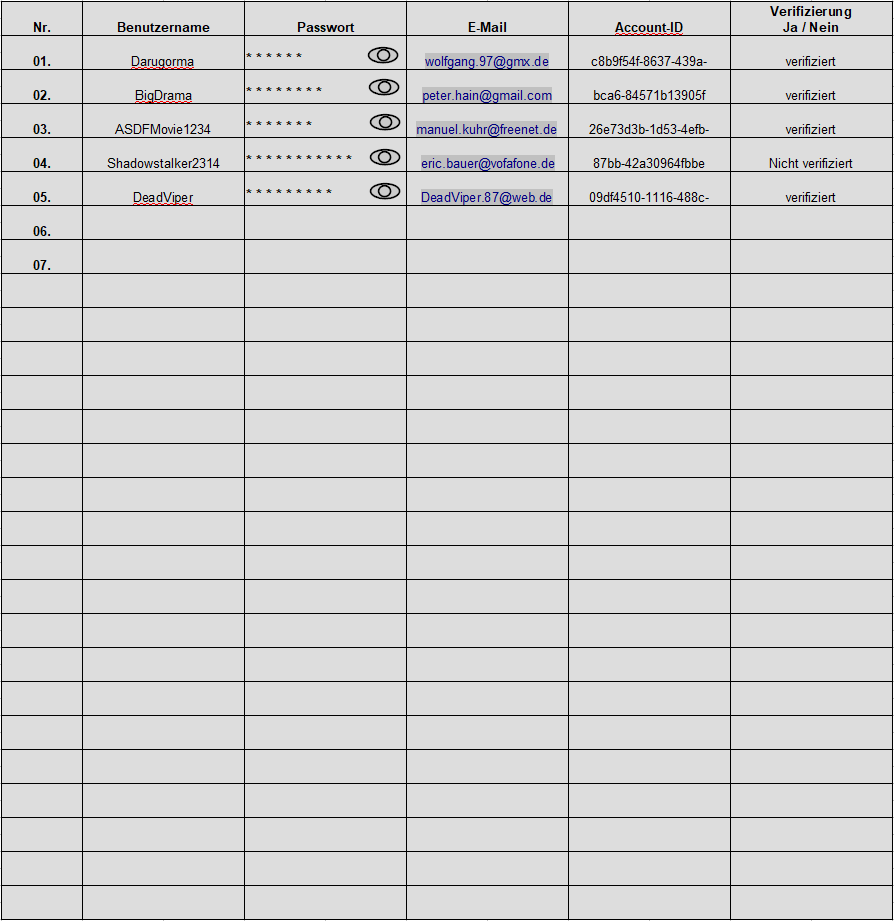 Nr. Benutzername Passwort E-Mail Account-ID Verifizierung
Ja / Nein
01. Darugorma * * * * * * wolfgang.97@gmx.de c8b9f54f-8637-439a- verifiziert
02. BigDrama * * * * * * * * peter.hain@gmail.com bca6-84571b13905f verifiziert
03. ASDFMovie1234 * * * * * * * manuel.kuhr@freenet.de 26e73d3b-1d53-4efb- verifiziert
04. Shadowstalker2314 * * * * * * * * * * * eric.bauer@vofafone.de 87bb-42a30964fbbe Nicht verifiziert
05. DeadViper * * * * * * * * * DeadViper.87@web.de 09df4510-1116-488c- verifiziert
06.
07.